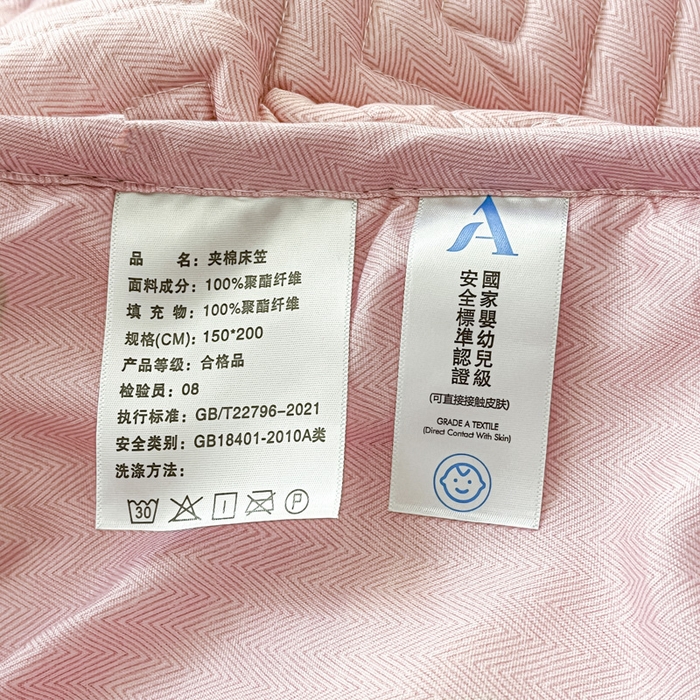 品 名：夹棉床笠
面料成分：100%聚酯纤维
填 充 物：100%聚酯纤维
规格(CM)：150*200
产品等级：合格品
检验员：08
执行标准：GB/T22796-2021
安全类别：GB18401-2010A类
洗涤方法：
30
P
A
國家嬰幼兒級
安全標準認證
(可直接接触皮肤)
GRADE A TEXTILE
(Direct Contact With Skin)